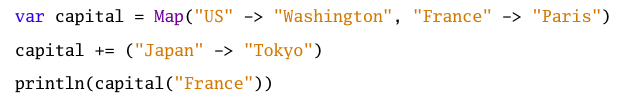 var capital = Map("US" -> "Washington", "France" -> "Paris")
capital += ("Japan" -> "Tokyo")
println(capital("France"))